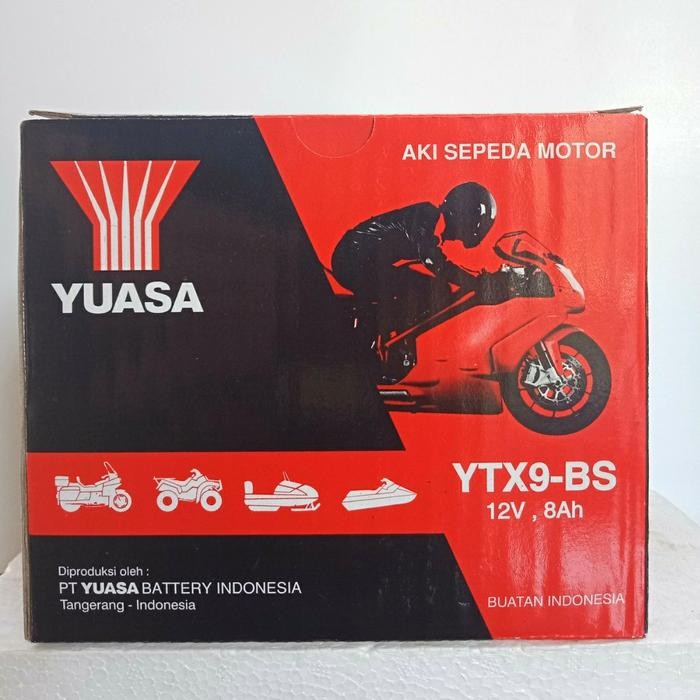 AKI SEPEDA MOTOR
YUASA
YTX9-BS
12V , 8Ah
Diproduksi oleh :
PT YUASA BATTERY INDONESIA
Tangerang - Indonesia
BUATAN INDONESIA